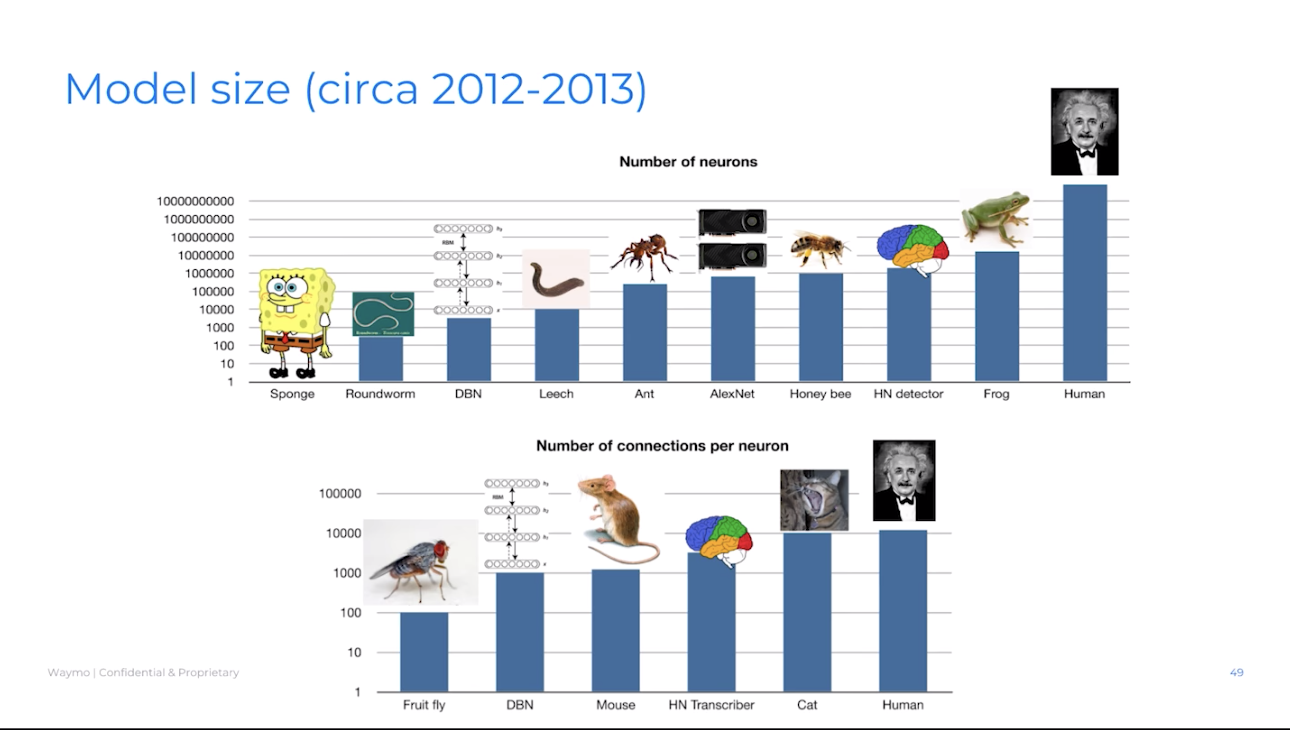 Model size (circa 2012-2013)
Number of neurons
10000000000
1000000000
100000000
10000000
1000000
100000
10000
1000
100
10
1
RBM
Sponge Roundworm DBN Leech Ant AlexNet Honey bee HN detector Frog Human
Number of connections per neuron
100000
10000
1000
100
10
1
RBM
Fruit fly DBN Mouse HN Transcriber Cat Human
Waymo | Confidential & Proprietary
49